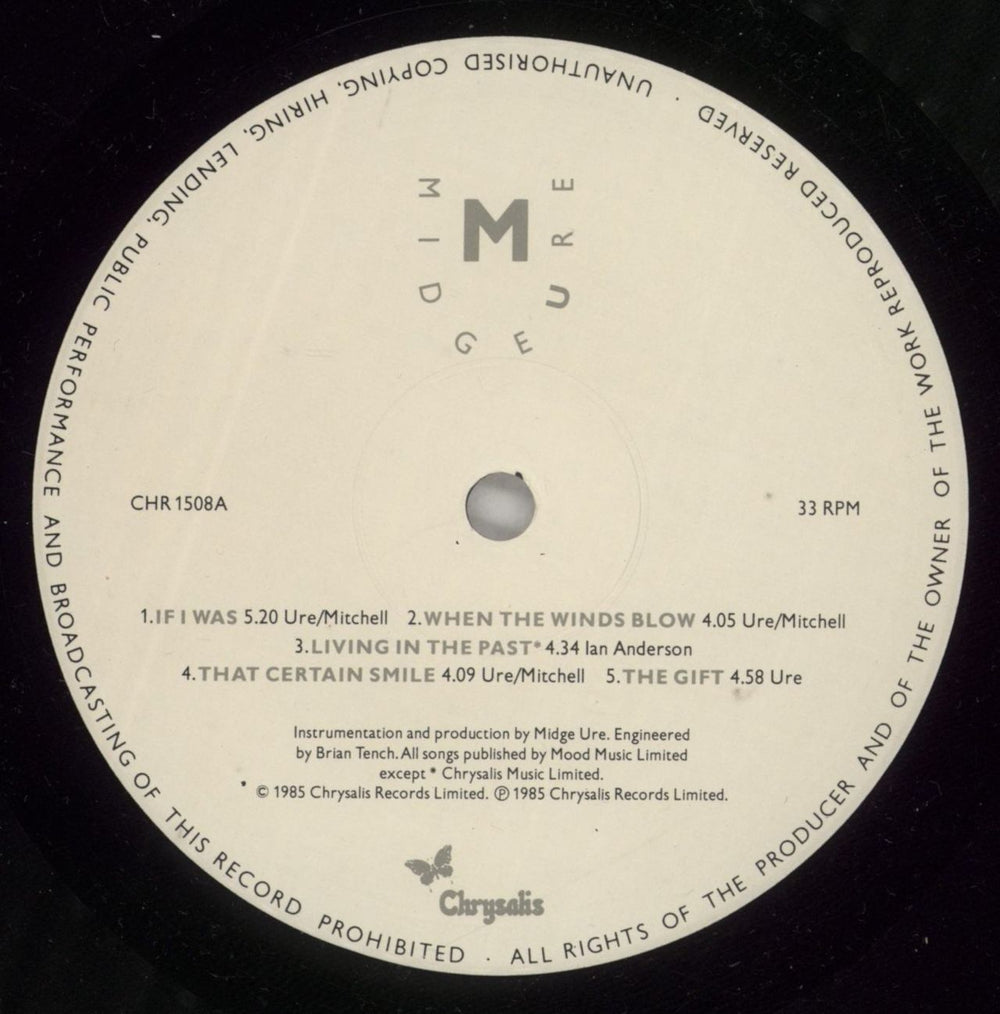 UNAUTHORISED COPYING, HIRING, LENDING, PUBLIC PERFORMANCE AND BROADCASTING OF THIS RECORD PROHIBITED · ALL RIGHTS OF THE PRODUCER AND OF THE OWNER OF THE WORK REPRODUCED RESERVED ·
M
MIDGE URE
CHR 1508A
33 RPM
1. IF I WAS 5.20 Ure/Mitchell 2. WHEN THE WINDS BLOW 4.05 Ure/Mitchell
3. LIVING IN THE PAST* 4.34 Ian Anderson
4. THAT CERTAIN SMILE 4.09 Ure/Mitchell 5. THE GIFT 4.58 Ure
Instrumentation and production by Midge Ure. Engineered
by Brian Tench. All songs published by Mood Music Limited
except * Chrysalis Music Limited.
© 1985 Chrysalis Records Limited. ℗ 1985 Chrysalis Records Limited.
Chrysalis